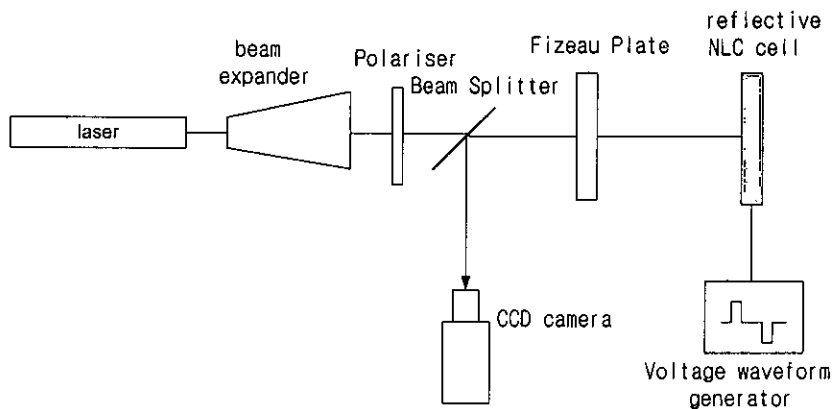 beam
expander
Polariser
Beam Splitter
Fizeau Plate
reflective
NLC cell
laser
CCD camera
Voltage waveform
generator